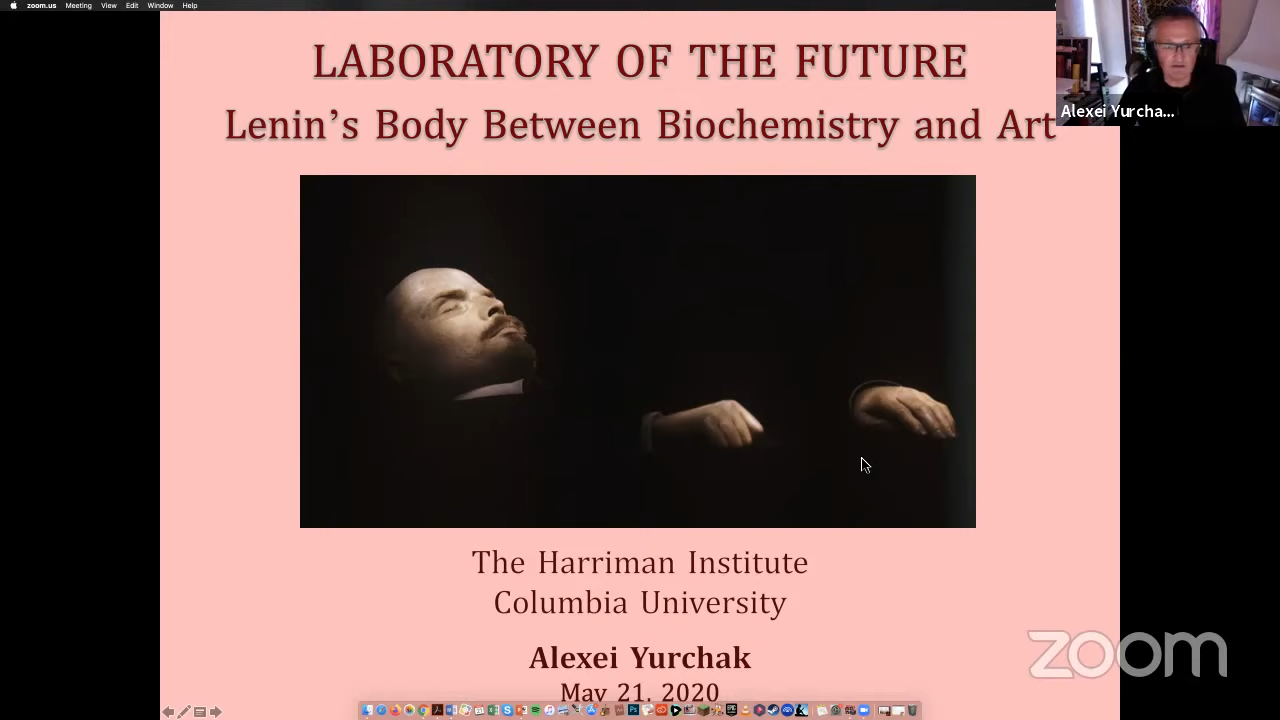 zoom.us Meeting View Edit Window Help
LABORATORY OF THE FUTURE
Lenin's Body Between Biochemistry and Art
Alexei Yurcha...
The Harriman Institute
Columbia University
Alexei Yurchak
May 21, 2020
zoom